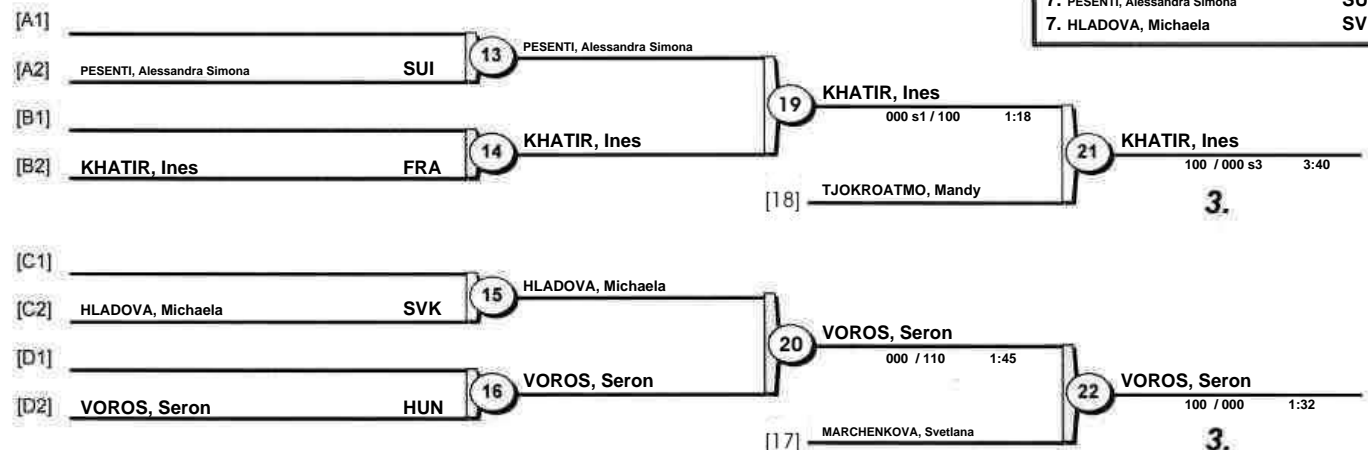 7. PESENTI, Alessandra Simona SU
7. HLADOVA, Michaela SV
[A1]
[A2] PESENTI, Alessandra Simona SUI
13 PESENTI, Alessandra Simona
[B1]
[B2] KHATIR, Ines FRA
14 KHATIR, Ines
19 KHATIR, Ines
000 s1 / 100 1:18
[18] TJOKROATMO, Mandy
21 KHATIR, Ines
100 / 000 s3 3:40
3.
[C1]
[C2] HLADOVA, Michaela SVK
15 HLADOVA, Michaela
[D1]
[D2] VOROS, Seron HUN
16 VOROS, Seron
20 VOROS, Seron
000 / 110 1:45
[17] MARCHENKOVA, Svetlana
22 VOROS, Seron
100 / 000 1:32
3.